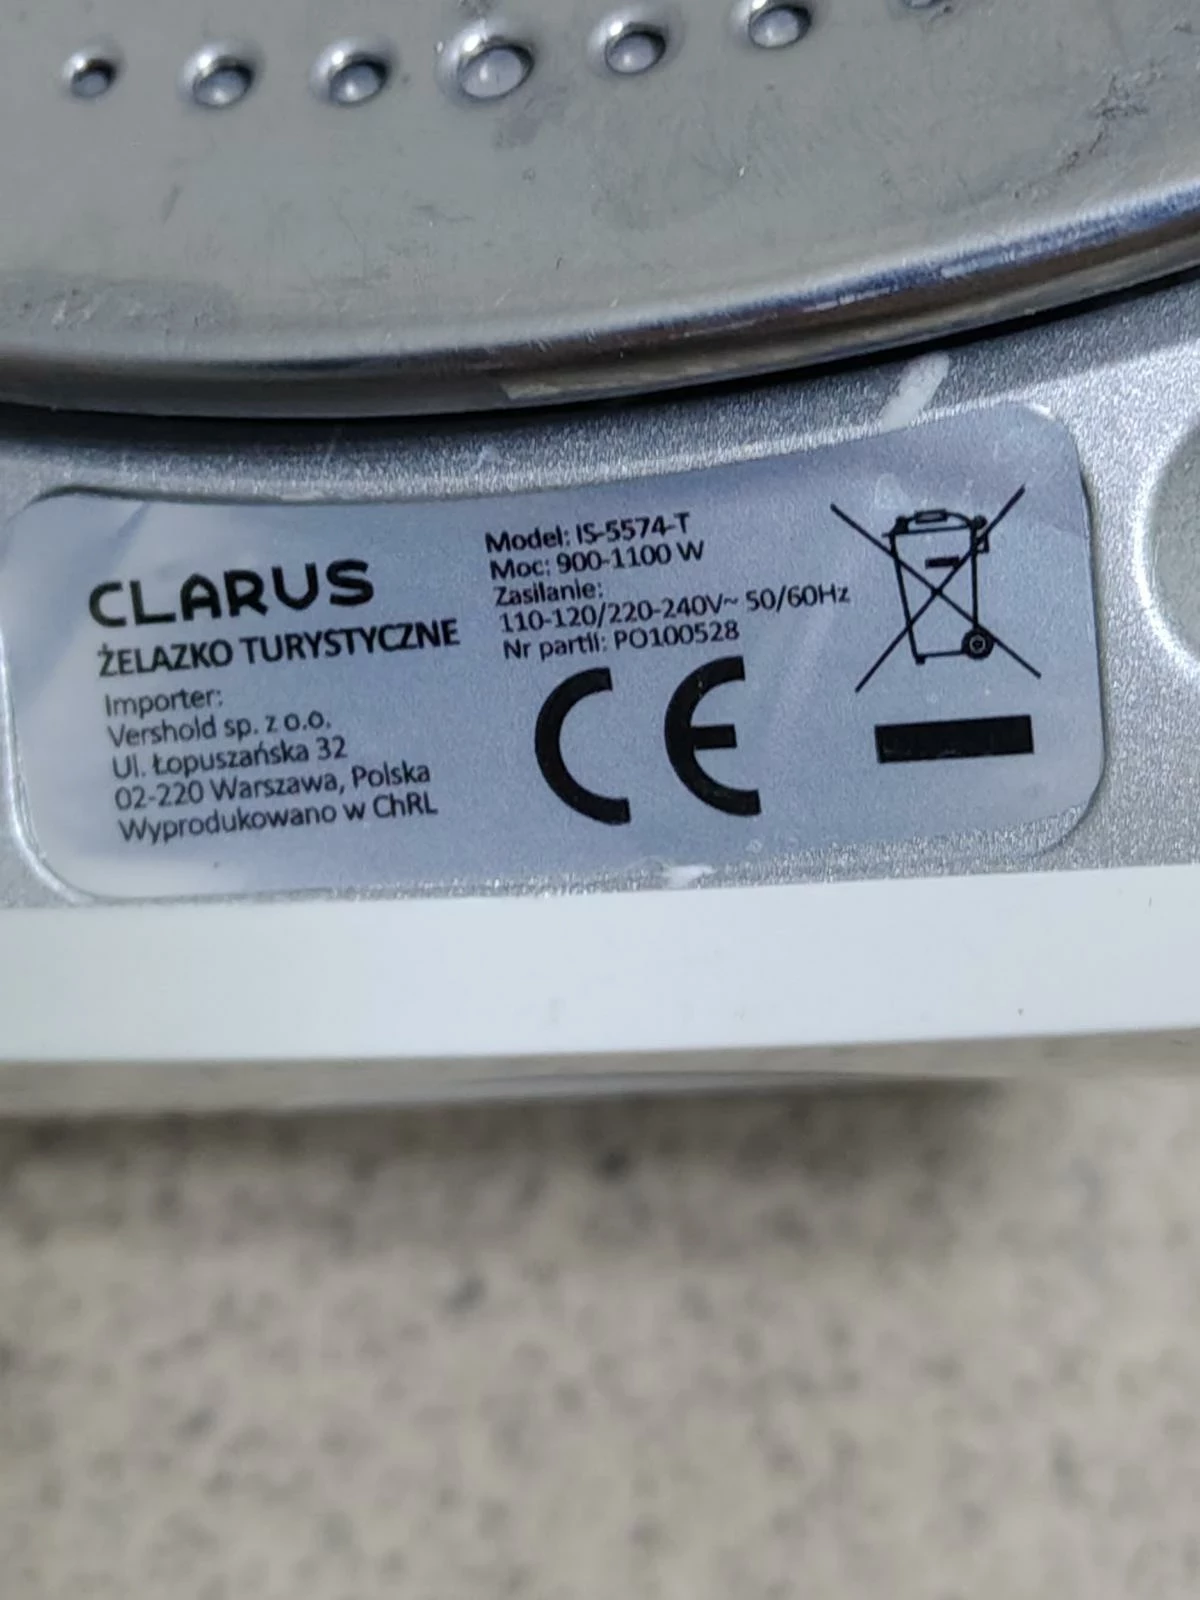 CLARUS
ŻELAZKO TURYSTYCZNE
Importer:
Vershold sp. z o.o.
Ul. Łopuszańska 32
02-220 Warszawa, Polska
Wyprodukowano w ChRL
Model: IS-5574-T
Moc: 900-1100 W
Zasilanie:
110-120/220-240V~ 50/60Hz
Nr partii: PO100528
CE